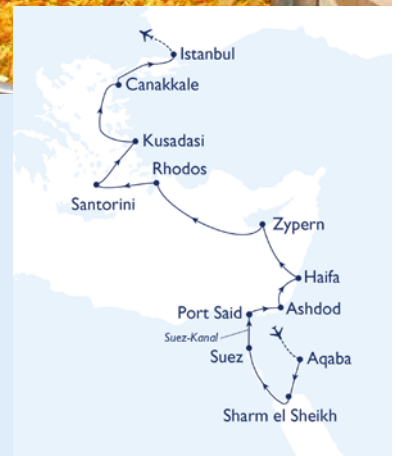 Istanbul
Canakkale
Kusadasi
Rhodos
Santorini
Zypern
Haifa
Port Said
Ashdod
Suez-Kanal
Suez
Aqaba
Sharm el Sheikh